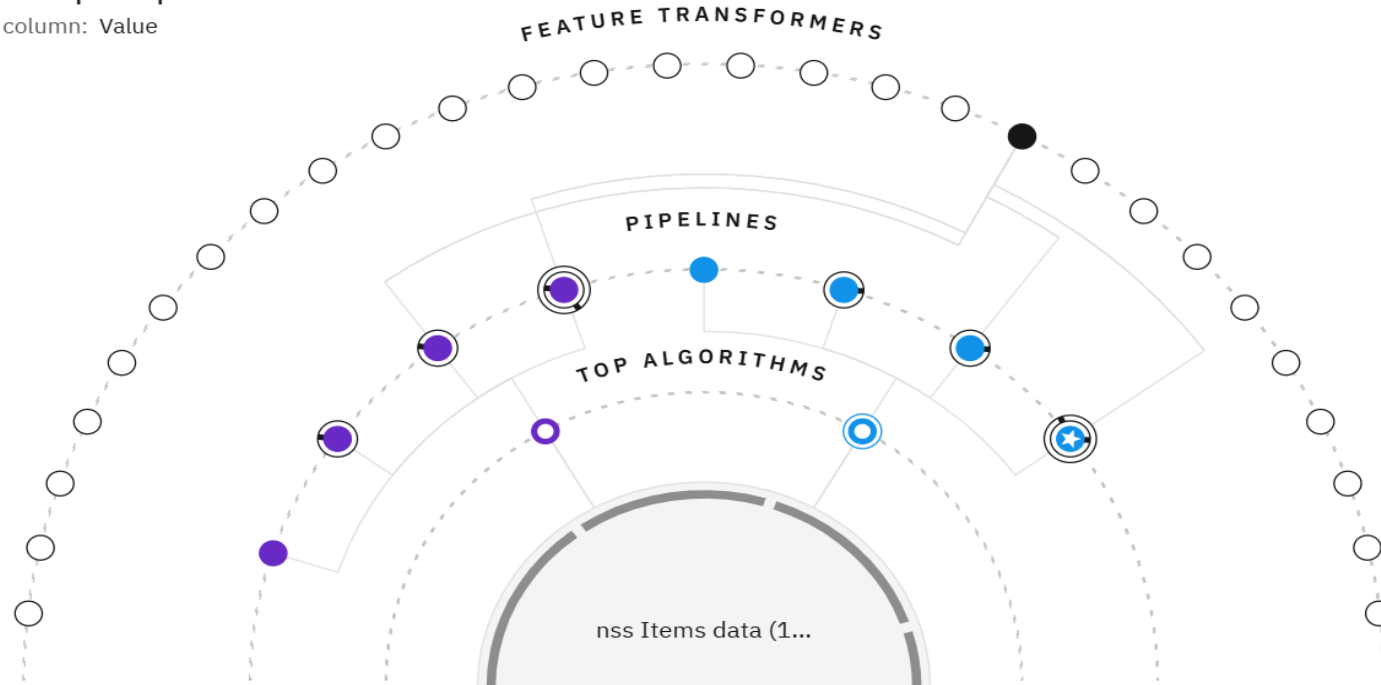 column: Value
FEATURE TRANSFORMERS
PIPELINES
TOP ALGORITHMS
nss Items data (1...